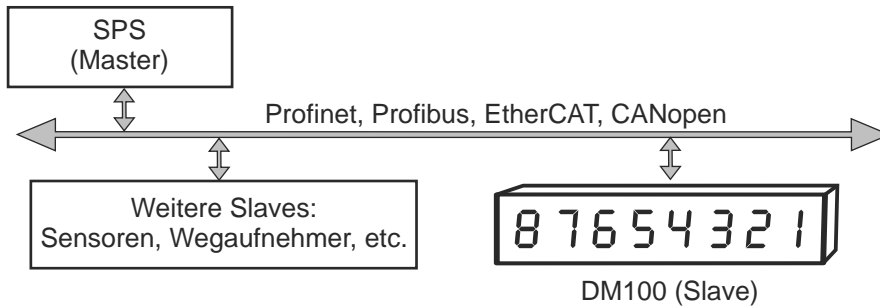 SPS
(Master)
Profinet, Profibus, EtherCAT, CANopen
Weitere Slaves:
Sensoren, Wegaufnehmer, etc.
87654321
DM100 (Slave)